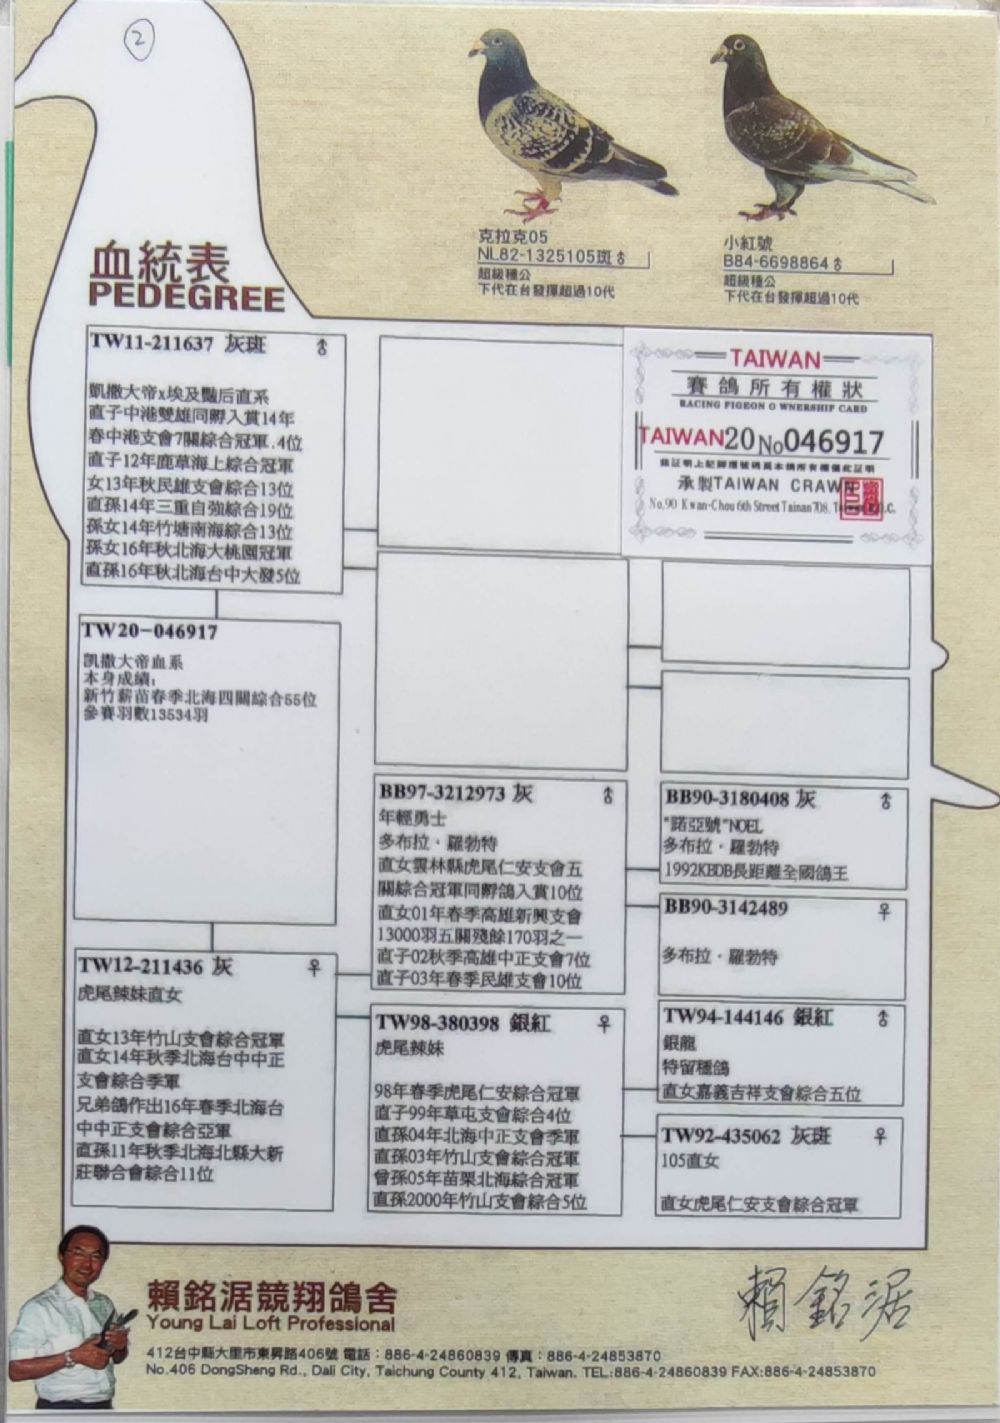 2
克拉克05
NL82-1325105斑♂
超級種公
下代在台發揮超過10代
小紅號
B84-6698864♂
超級種公
下代在台發揮超過10代
血統表
PEDEGREE
TW11-211637 灰斑 ♂
凱撒大帝x埃及豔后直系
直子中港雙雄同孵入賞14年
春中港支會7關綜合冠軍.4位
直子12年鹿草海上綜合冠軍
女13年秋民雄支會綜合13位
直孫14年三重自強綜合19位
孫女14年竹塘南海綜合13位
孫女16年秋北海大桃園冠軍
直孫16年秋北海台中大發5位
TAIWAN
賽鴿所有權狀
RACING PIGEON O WNERSHIP CARD
TAIWAN20No046917
承製TAIWAN CRAWN
No.90 Kwan-Chou 6th Street Tainan 708,
TW20-046917
凱撒大帝血系
本身成績:
新竹薪苗春季北海四關綜合55位
參賽羽數13534羽
BB97-3212973 灰 ♂
年輕勇士
多布拉·羅勃特
直女雲林縣虎尾仁安支會五
關綜合冠軍同孵鴿入賞10位
直女01年春季高雄新興支會
13000羽五關殘餘170羽之一
直子02秋季高雄中正支會7位
直子03年春季民雄支會10位
BB90-3180408 灰 ♂
"諾亞號"NOEL
多布拉·羅勃特
1992KBDB長距離全國鴿王
BB90-3142489 ♀
多布拉·羅勃特
TW12-211436 灰 ♀
虎尾辣妹直女
直女13年竹山支會綜合冠軍
直女14年秋季北海台中中正
支會綜合季軍
兄弟鴿作出16年春季北海台
中中正支會綜合亞軍
直孫11年秋季北海北縣大新
莊聯合會綜合11位
TW98-380398 銀紅 ♀
虎尾辣妹
98年春季虎尾仁安綜合冠軍
直子99年草屯支會綜合4位
直孫04年北海中正支會季軍
直孫03年竹山支會綜合冠軍
曾孫05年苗栗北海綜合冠軍
直孫2000年竹山支會綜合5位
TW94-144146 銀紅 ♂
銀龍
特留種鴿
直女嘉義吉祥支會綜合五位
TW92-435062 灰斑 ♀
105直女
直女虎尾仁安支會綜合冠軍
賴銘涺競翔鴿舍
Young Lai Loft Professional
賴銘涺
412台中縣大里市東昇路406號 電話：886-4-24860839 傳真：886-4-24853870
No.406 DongSheng Rd., Dali City, Taichung County 412, Taiwan. TEL:886-4-24860839 FAX:886-4-24853870